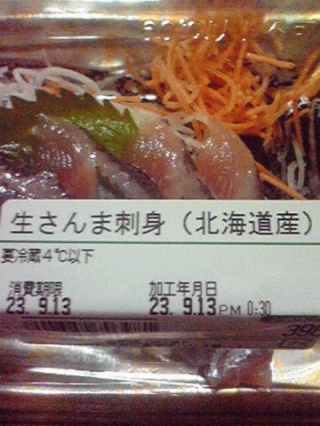 生さんま刺身（北海道産）
要冷蔵4℃以下
消費期限 加工年月日
23. 9.13 23. 9.13 PM 0:30